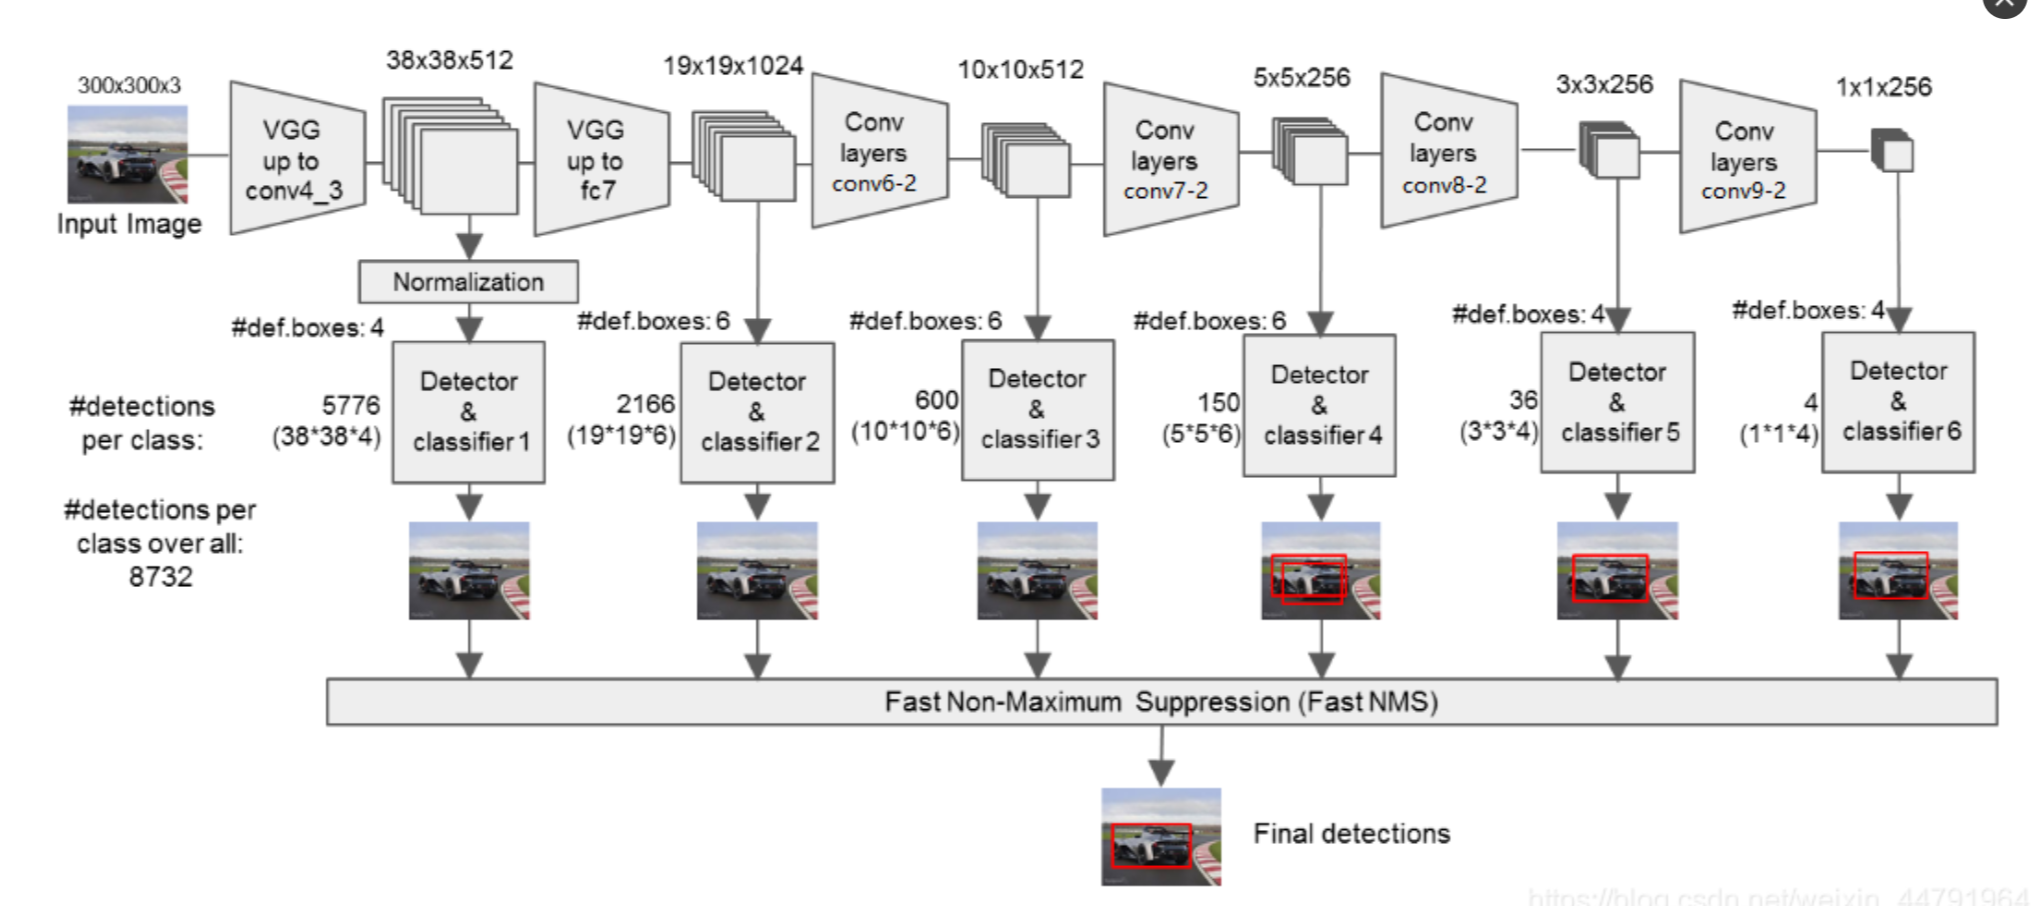 300x300x3
38x38x512
19x19x1024
10x10x512
5x5x256
3x3x256
1x1x256
VGG
up to
conv4_3
VGG
up to
fc7
Conv
layers
conv6-2
Conv
layers
conv7-2
Conv
layers
conv8-2
Conv
layers
conv9-2
Input Image
Normalization
#def.boxes: 4
#def.boxes: 6
#def.boxes: 6
#def.boxes: 6
#def.boxes: 4
#def.boxes: 4
#detections
per class:
5776
(38*38*4)
Detector
&
classifier 1
2166
(19*19*6)
Detector
&
classifier 2
600
(10*10*6)
Detector
&
classifier 3
150
(5*5*6)
Detector
&
classifier 4
36
(3*3*4)
Detector
&
classifier 5
4
(1*1*4)
Detector
&
classifier 6
#detections per
class over all:
8732
Fast Non-Maximum Suppression (Fast NMS)
Final detections
https://blog.csdn.net/weixin_44791964